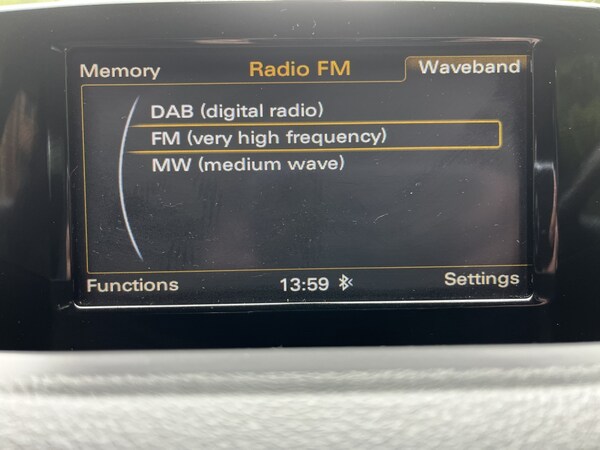 Memory Radio FM Waveband
DAB (digital radio)
FM (very high frequency)
MW (medium wave)
Functions 13:59 Settings